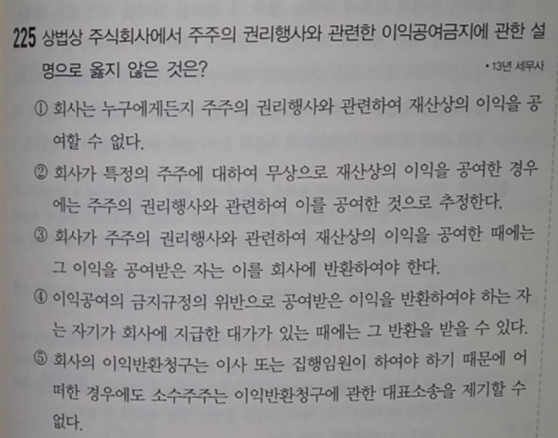 225 상법상 주식회사에서 주주의 권리행사와 관련한 이익공여금지에 관한 설
명으로 옳지 않은 것은? • 13년 세무사
① 회사는 누구에게든지 주주의 권리행사와 관련하여 재산상의 이익을 공
여할 수 없다.
② 회사가 특정의 주주에 대하여 무상으로 재산상의 이익을 공여한 경우
에는 주주의 권리행사와 관련하여 이를 공여한 것으로 추정한다.
③ 회사가 주주의 권리행사와 관련하여 재산상의 이익을 공여한 때에는
그 이익을 공여받은 자는 이를 회사에 반환하여야 한다.
④ 이익공여의 금지규정의 위반으로 공여받은 이익을 반환하여야 하는 자
는 자기가 회사에 지급한 대가가 있는 때에는 그 반환을 받을 수 있다.
⑤ 회사의 이익반환청구는 이사 또는 집행임원이 하여야 하기 때문에 어
떠한 경우에도 소수주주는 이익반환청구에 관한 대표소송을 제기할 수
없다.